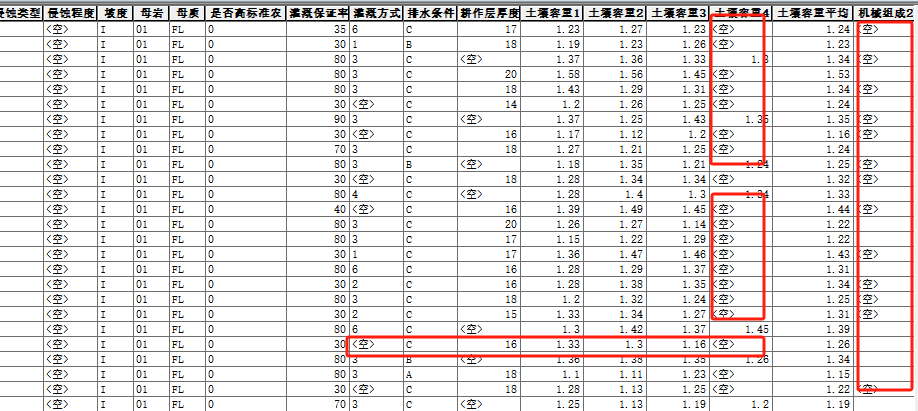 侵蚀类型 侵蚀程度 坡度 母岩 母质 是否高标准农 灌溉保证率 灌溉方式 排水条件 耕作层厚度 土壤容重1 土壤容重2 土壤容重3 土壤容重4 土壤容重平均 机械组成2
<空> I 01 FL 0 35 6 C 17 1.23 1.27 1.23 <空> 1.24 <空>
<空> I 01 FL 0 30 1 B 18 1.19 1.23 1.26 <空> 1.23
<空> I 01 FL 0 80 3 C <空> 1.37 1.36 1.33 1.3 1.34 <空>
<空> I 01 FL 0 80 3 C 20 1.58 1.56 1.45 <空> 1.53
<空> I 01 FL 0 80 3 C 18 1.43 1.29 1.31 <空> 1.34 <空>
<空> I 01 FL 0 30 <空> C 14 1.2 1.26 1.25 <空> 1.24
<空> I 01 FL 0 90 3 C <空> 1.37 1.25 1.43 1.35 1.35 <空>
<空> I 01 FL 0 30 <空> C 16 1.17 1.12 1.2 <空> 1.16 <空>
<空> I 01 FL 0 70 3 C 18 1.27 1.21 1.25 <空> 1.24
<空> I 01 FL 0 80 3 B <空> 1.18 1.35 1.21 1.24 1.25 <空>
<空> I 01 FL 0 30 <空> C 18 1.28 1.34 1.34 <空> 1.32 <空>
<空> I 01 FL 0 80 4 C <空> 1.28 1.4 1.3 1.34 1.33
<空> I 01 FL 0 40 <空> C 16 1.39 1.49 1.45 <空> 1.44 <空>
<空> I 01 FL 0 80 3 C 20 1.26 1.27 1.14 <空> 1.22
<空> I 01 FL 0 80 3 C 17 1.15 1.22 1.29 <空> 1.22
<空> I 01 FL 0 30 1 C 17 1.36 1.47 1.46 <空> 1.43 <空>
<空> I 01 FL 0 80 6 C 16 1.28 1.29 1.37 <空> 1.31
<空> I 01 FL 0 30 2 C 16 1.28 1.38 1.35 <空> 1.34 <空>
<空> I 01 FL 0 80 3 C 18 1.2 1.32 1.24 <空> 1.25 <空>
<空> I 01 FL 0 30 2 C 15 1.33 1.34 1.27 <空> 1.31 <空>
<空> I 01 FL 0 80 6 C <空> 1.3 1.42 1.37 1.45 1.39
<空> I 01 FL 0 30 <空> C 16 1.33 1.3 1.16 <空> 1.26
<空> I 01 FL 0 80 3 B <空> 1.36 1.38 1.35 1.26 1.34
<空> I 01 FL 0 80 3 A 18 1.1 1.11 1.23 <空> 1.15
<空> I 01 FL 0 30 <空> C 18 1.28 1.13 1.25 <空> 1.22 <空>
<空> I 01 FL 0 70 3 C <空> 1.25 1.13 1.19 1.2 1.19